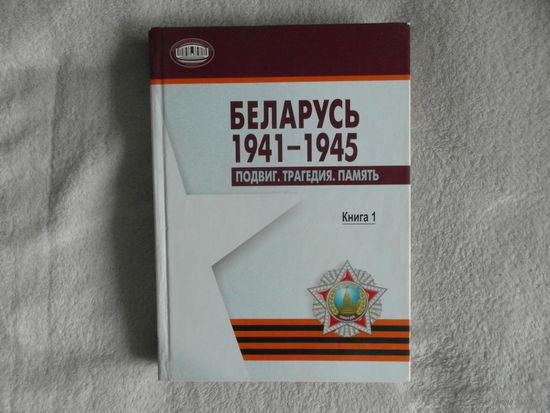 БЕЛАРУСЬ
1941–1945
ПОДВИГ. ТРАГЕДИЯ. ПАМЯТЬ
Книга 1